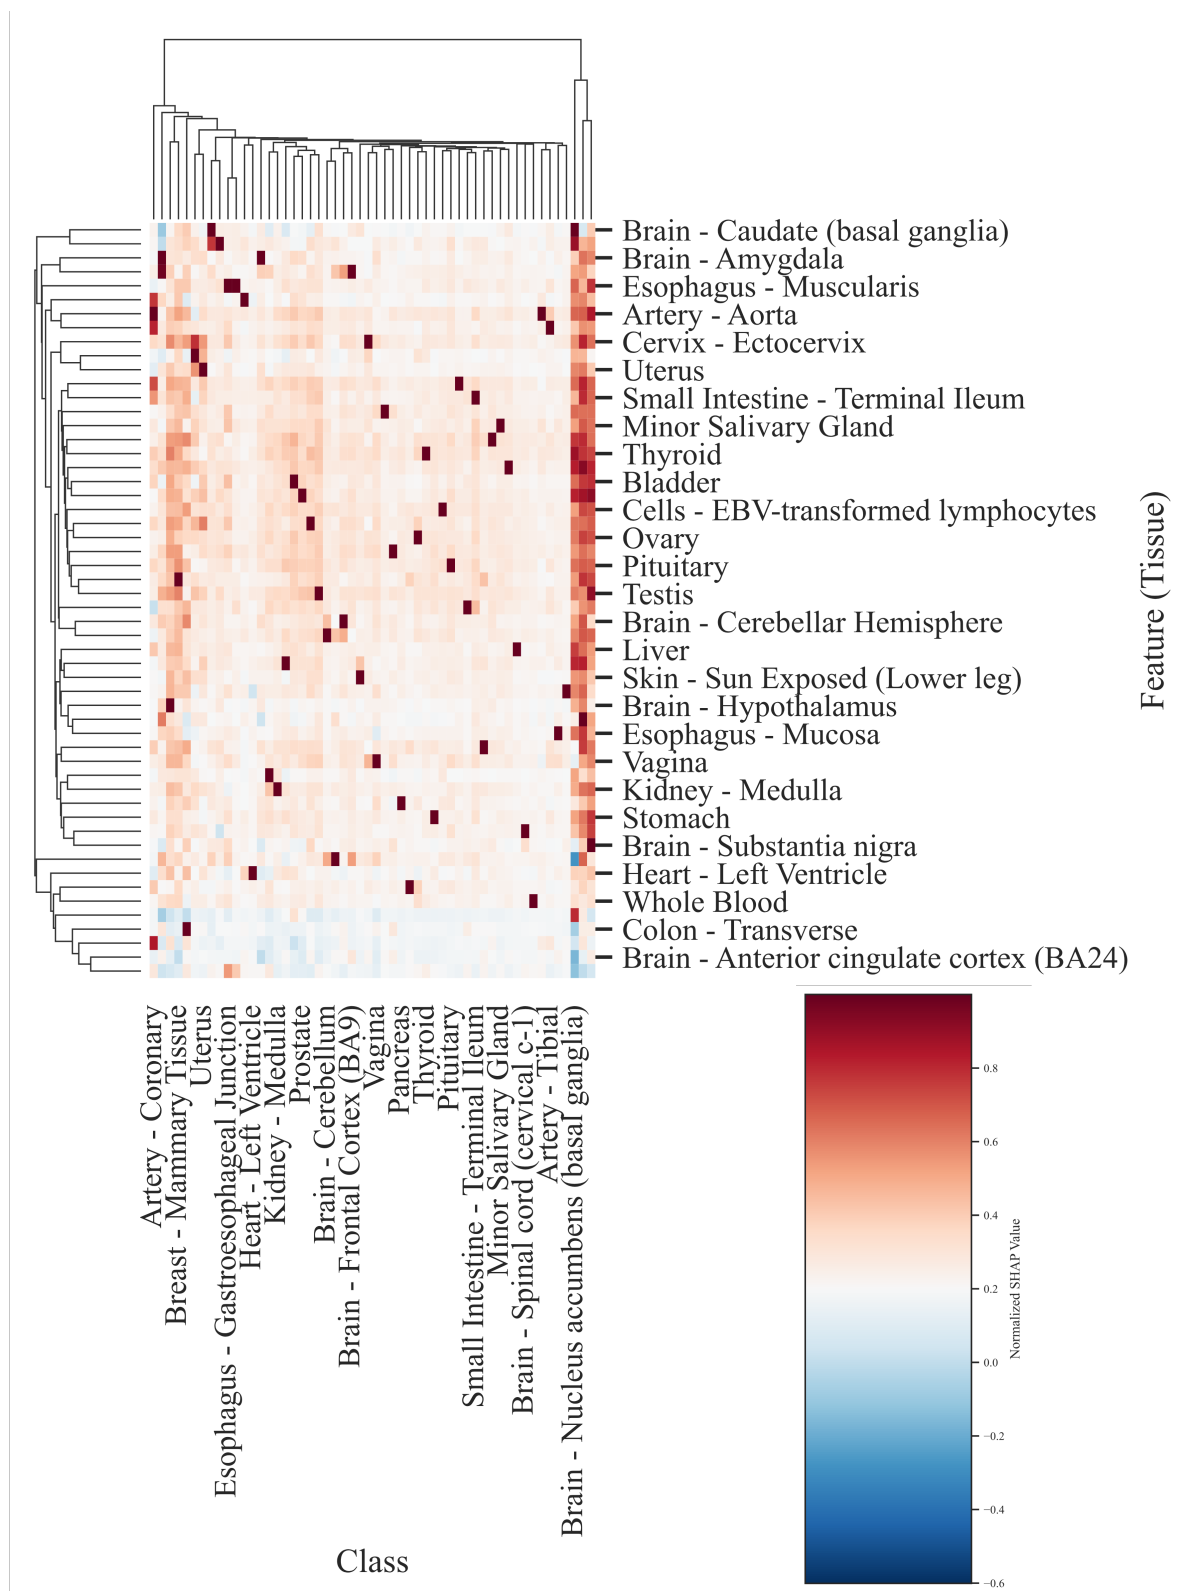 Brain - Caudate (basal ganglia)
Brain - Amygdala
Esophagus - Muscularis
Artery - Aorta
Cervix - Ectocervix
Uterus
Small Intestine - Terminal Ileum
Minor Salivary Gland
Thyroid
Bladder
Cells - EBV-transformed lymphocytes
Ovary
Pituitary
Testis
Brain - Cerebellar Hemisphere
Liver
Skin - Sun Exposed (Lower leg)
Brain - Hypothalamus
Esophagus - Mucosa
Vagina
Kidney - Medulla
Stomach
Brain - Substantia nigra
Heart - Left Ventricle
Whole Blood
Colon - Transverse
Brain - Anterior cingulate cortex (BA24)
Feature (Tissue)
Artery - Coronary
Breast - Mammary Tissue
Uterus
Esophagus - Gastroesophageal Junction
Heart - Left Ventricle
Kidney - Medulla
Prostate
Brain - Cerebellum
Brain - Frontal Cortex (BA9)
Vagina
Pancreas
Thyroid
Pituitary
Small Intestine - Terminal Ileum
Minor Salivary Gland
Brain - Spinal cord (cervical c-1)
Artery - Tibial
Brain - Nucleus accumbens (basal ganglia)
Class
0.8
0.6
0.4
0.2
0.0
−0.2
−0.4
−0.6
Normalized SHAP Value